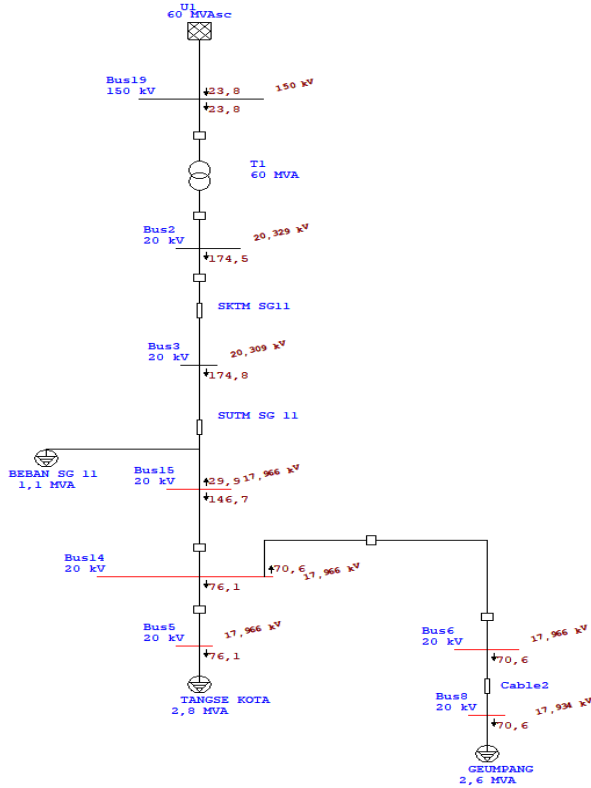 U1
60 MVAsc
Bus19
150 kV
23,8
150 kV
23,8
T1
60 MVA
Bus2
20 kV
20,329 kV
174,5
SKTM SG11
Bus3
20 kV
20,309 kV
174,8
SUTM SG 11
BEBAN SG 11
1,1 MVA
Bus15
20 kV
29,9
17,966 kV
146,7
Bus14
20 kV
70,6
17,966 kV
76,1
Bus5
20 kV
17,966 kV
76,1
TANGSE KOTA
2,8 MVA
Bus6
20 kV
17,966 kV
70,6
Cable2
Bus8
20 kV
17,934 kV
70,6
GEUMPANG
2,6 MVA